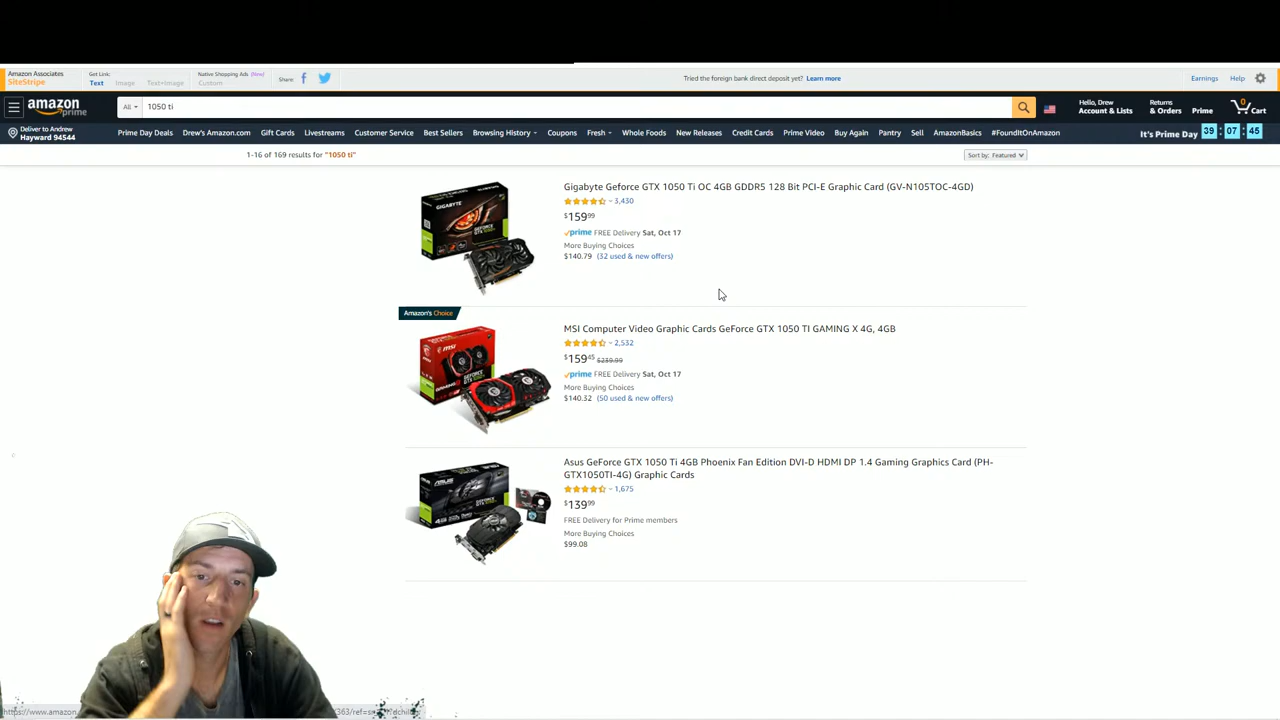 Amazon Associates
SiteStripe
Get Link:
Text Image Text+Image
Native Shopping Ads (New)
Custom
Share:
Tried the foreign bank direct deposit yet? Learn more
Earnings Help
amazon
prime
All
1050 ti
Hello, Drew
Account & Lists
Returns
& Orders
Prime
0
Cart
Deliver to Andrew
Hayward 94544
Prime Day Deals Drew's Amazon.com Gift Cards Livestreams Customer Service Best Sellers Browsing History Coupons Fresh Whole Foods New Releases Credit Cards Prime Video Buy Again Pantry Sell AmazonBasics #FoundItOnAmazon
It's Prime Day 39 : 07 : 45
1-16 of 169 results for "1050 ti"
Sort by: Featured
GIGABYTE
Gigabyte Geforce GTX 1050 Ti OC 4GB GDDR5 128 Bit PCI-E Graphic Card (GV-N105TOC-4GD)
3,430
$159.99
prime FREE Delivery Sat, Oct 17
More Buying Choices
$140.79 (32 used & new offers)
Amazon's Choice
msi
MSI Computer Video Graphic Cards GeForce GTX 1050 TI GAMING X 4G, 4GB
2,532
$159.45 $239.99
prime FREE Delivery Sat, Oct 17
More Buying Choices
$140.32 (50 used & new offers)
ASUS
Asus GeForce GTX 1050 Ti 4GB Phoenix Fan Edition DVI-D HDMI DP 1.4 Gaming Graphics Card (PH-
GTX1050TI-4G) Graphic Cards
1,675
$139.99
FREE Delivery for Prime members
More Buying Choices
$99.08
https://www.amazon.